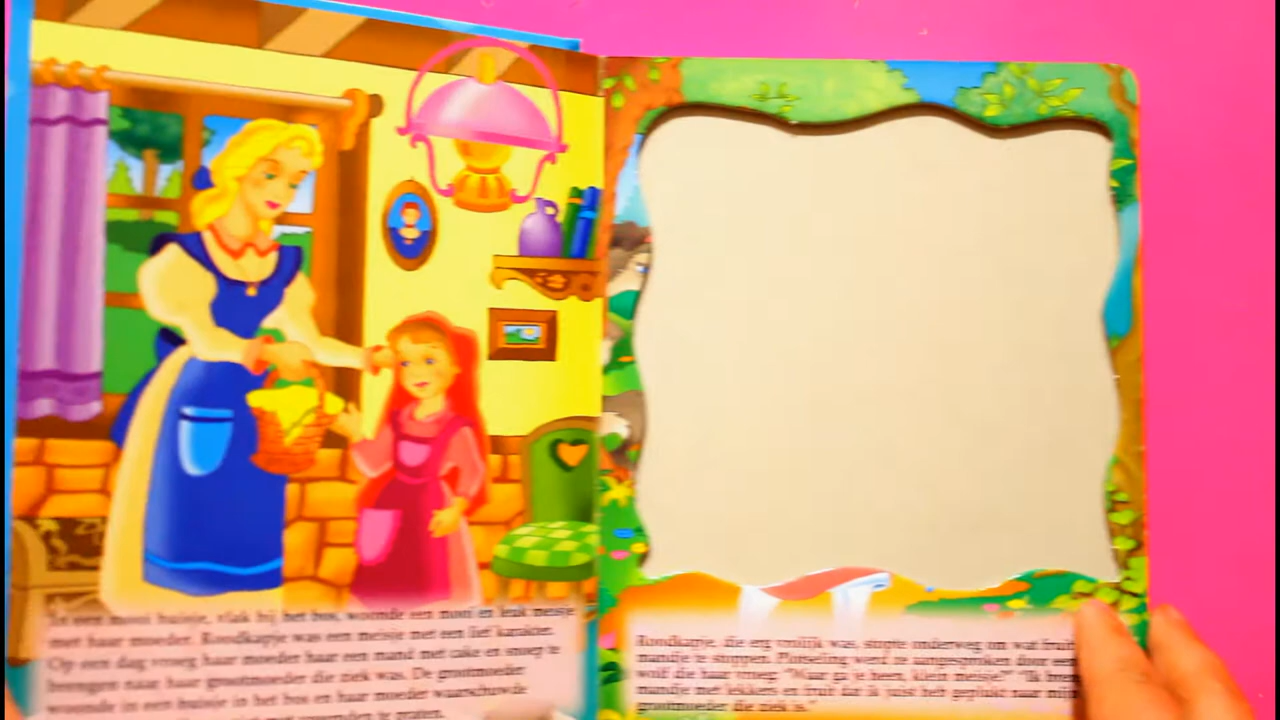 In een mooi huisje, vlak bij het bos, woonde een mooi en leuk meisje
met haar moeder. Roodkapje was een meisje met een lief karakter.
Op een dag vroeg haar moeder haar een mand met cake en snoep te
brengen naar haar grootmoeder die ziek was. De grootmoeder
woonde in een huisje in het bos en haar moeder waarschuwde
te praten.
Roodkapje, die erg vrolijk was, stopte onderweg om wat fruit
mandje te stoppen. Plotseling werd ze aangesproken door een
wolf die haar vroeg: "Waar ga je heen, klein meisje?" "Ik breng
mandje met lekkers en fruit dat ik juist heb geplukt naar mijn
grootmoeder die ziek is."